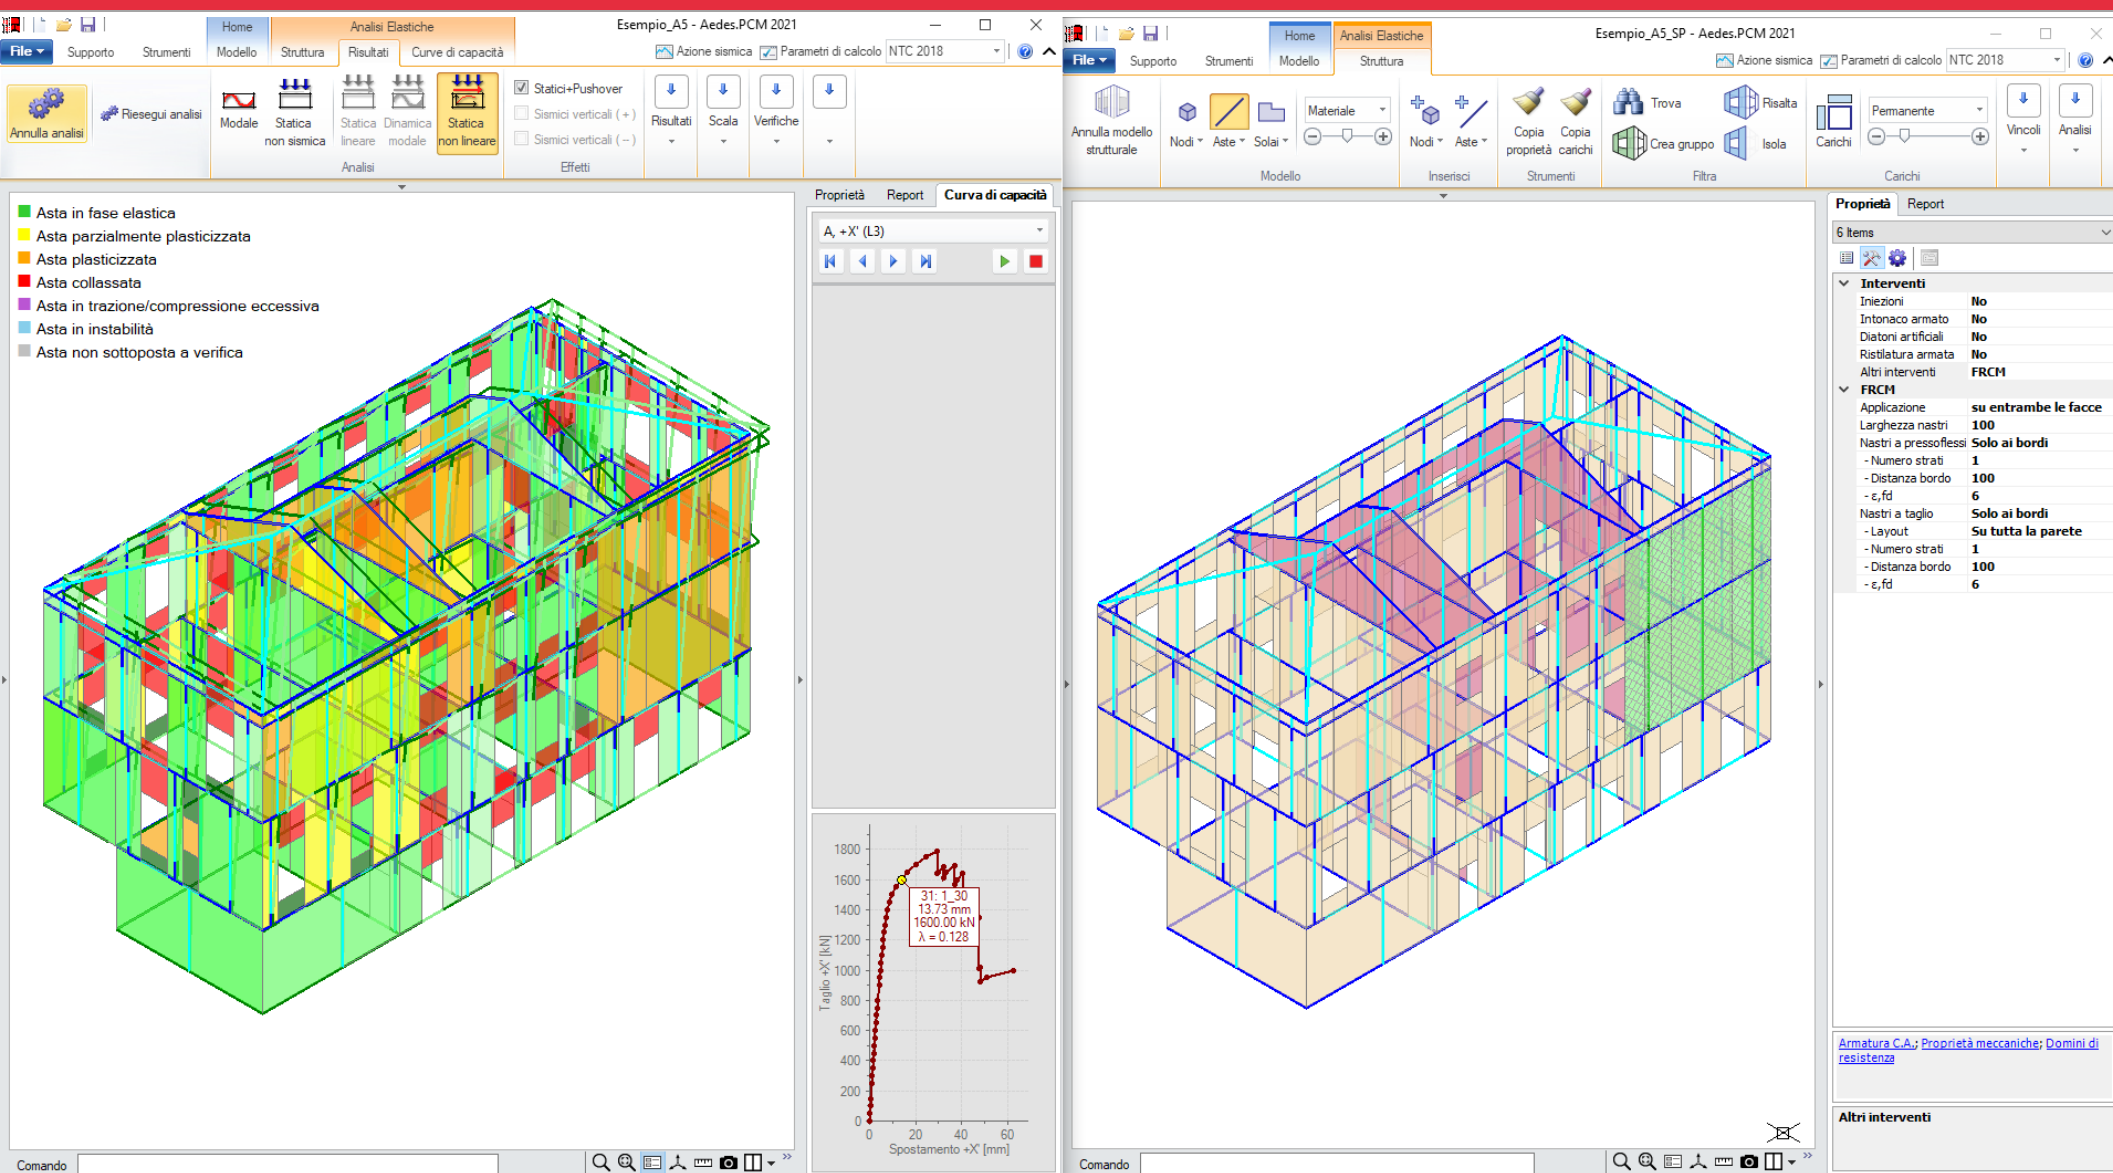 Home
Analisi Elastiche
Esempio_A5 - Aedes.PCM 2021
File
Supporto
Strumenti
Modello
Struttura
Risultati
Curve di capacità
Azione sismica
Parametri di calcolo
NTC 2018
Annulla analisi
Riesegui analisi
Modale
Statica
non sismica
Statica
lineare
Dinamica
modale
Statica
non lineare
Analisi
Statici+Pushover
Sismici verticali ( + )
Sismici verticali ( – )
Effetti
Risultati
Scala
Verifiche
Asta in fase elastica
Asta parzialmente plasticizzata
Asta plasticizzata
Asta collassata
Asta in trazione/compressione eccessiva
Asta in instabilità
Asta non sottoposta a verifica
Proprietà
Report
Curva di capacità
A, +X' (L3)
1800
1600
1400
1200
1000
800
600
400
200
0
Taglio +X' [kN]
31: 1_30
13.73 mm
1600.00 kN
λ = 0.128
0
20
40
60
Spostamento +X' [mm]
Comando
Home
Analisi Elastiche
Esempio_A5_SP - Aedes.PCM 2021
File
Supporto
Strumenti
Modello
Struttura
Azione sismica
Parametri di calcolo
NTC 2018
Annulla modello
strutturale
Nodi
Aste
Solai
Materiale
Modello
Nodi
Aste
Inserisci
Copia
proprietà
Copia
carichi
Strumenti
Trova
Crea gruppo
Risalta
Isola
Filtra
Carichi
Permanente
Carichi
Vincoli
Analisi
Proprietà
Report
6 Items
Interventi
Iniezioni No
Intonaco armato No
Diatoni artificiali No
Ristilatura armata No
Altri interventi FRCM
FRCM
Applicazione su entrambe le facce
Larghezza nastri 100
Nastri a pressoflessi Solo ai bordi
- Numero strati 1
- Distanza bordo 100
- ε,fd 6
Nastri a taglio Solo ai bordi
- Layout Su tutta la parete
- Numero strati 1
- Distanza bordo 100
- ε,fd 6
Armatura C.A.; Proprietà meccaniche; Domini di
resistenza
Altri interventi
Comando